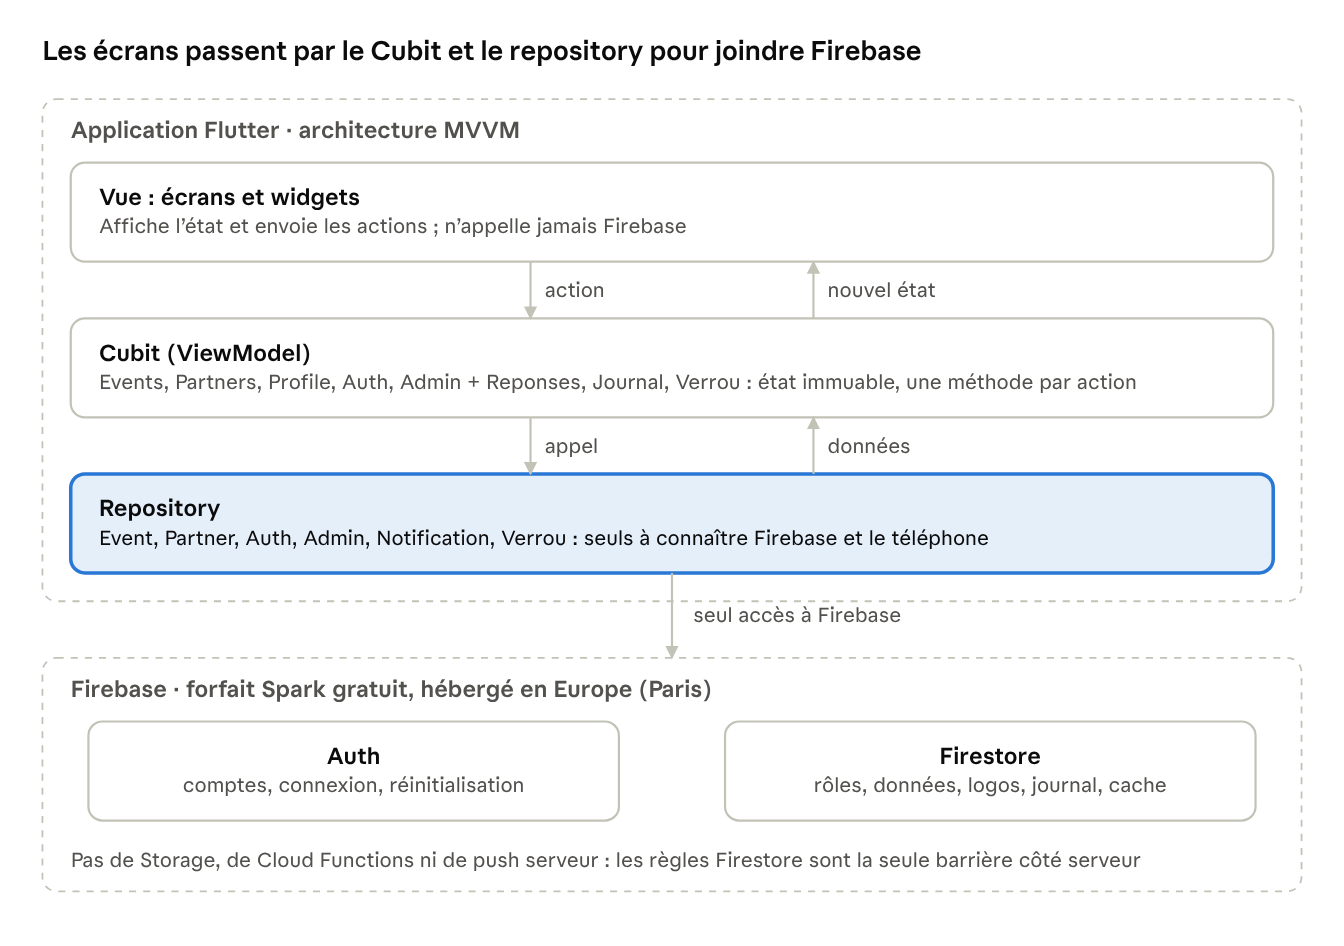 Les écrans passent par le Cubit et le repository pour joindre Firebase
Application Flutter · architecture MVVM
Vue : écrans et widgets
Affiche l’état et envoie les actions ; n’appelle jamais Firebase
action
nouvel état
Cubit (ViewModel)
Events, Partners, Profile, Auth, Admin + Reponses, Journal, Verrou : état immuable, une méthode par action
appel
données
Repository
Event, Partner, Auth, Admin, Notification, Verrou : seuls à connaître Firebase et le téléphone
seul accès à Firebase
Firebase · forfait Spark gratuit, hébergé en Europe (Paris)
Auth
comptes, connexion, réinitialisation
Firestore
rôles, données, logos, journal, cache
Pas de Storage, de Cloud Functions ni de push serveur : les règles Firestore sont la seule barrière côté serveur